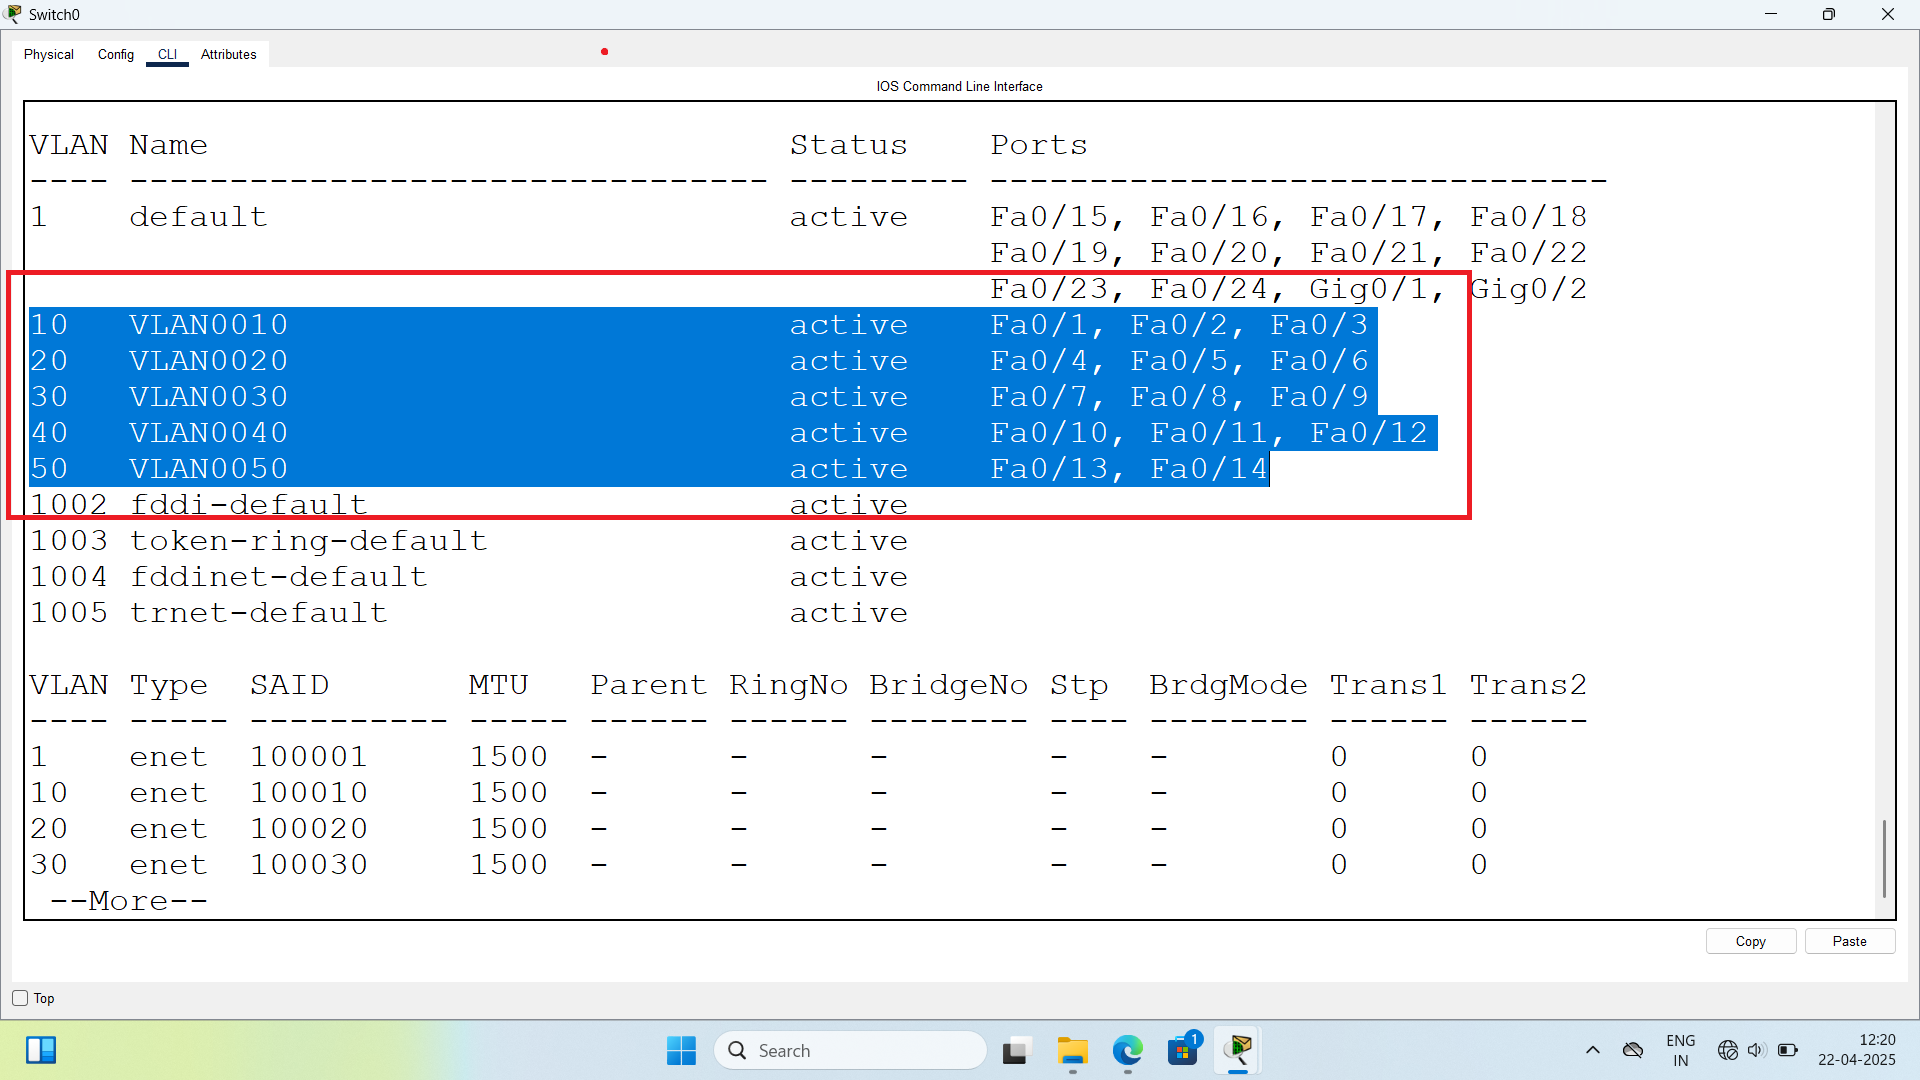 Switch0
Physical Config CLI Attributes
IOS Command Line Interface
VLAN Name Status Ports
---- -------------------------------- --------- -------------------------------
1 default active Fa0/15, Fa0/16, Fa0/17, Fa0/18
Fa0/19, Fa0/20, Fa0/21, Fa0/22
Fa0/23, Fa0/24, Gig0/1, Gig0/2
10 VLAN0010 active Fa0/1, Fa0/2, Fa0/3
20 VLAN0020 active Fa0/4, Fa0/5, Fa0/6
30 VLAN0030 active Fa0/7, Fa0/8, Fa0/9
40 VLAN0040 active Fa0/10, Fa0/11, Fa0/12
50 VLAN0050 active Fa0/13, Fa0/14
1002 fddi-default active
1003 token-ring-default active
1004 fddinet-default active
1005 trnet-default active
VLAN Type SAID MTU Parent RingNo BridgeNo Stp BrdgMode Trans1 Trans2
---- ----- ---------- ----- ------ ------ -------- ---- -------- ------ ------
1 enet 100001 1500 - - - - - 0 0
10 enet 100010 1500 - - - - - 0 0
20 enet 100020 1500 - - - - - 0 0
30 enet 100030 1500 - - - - - 0 0
--More--
Copy Paste
Top
Search
1
ENG
IN
12:20
22-04-2025